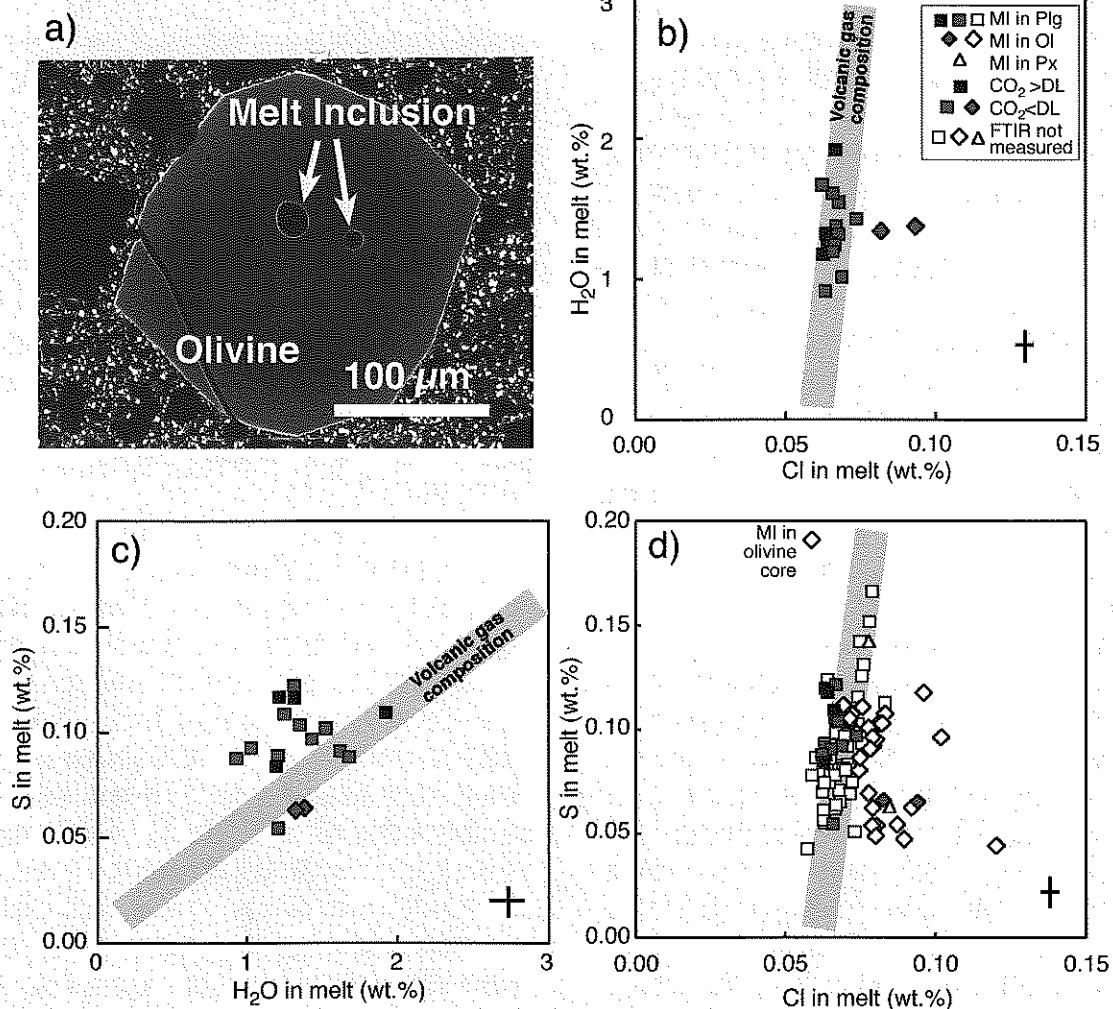 a)
Melt Inclusion
Olivine
100 µm
b)
3
2
1
0
H₂O in melt (wt.%)
Volcanic gas
composition
MI in Plg
MI in Ol
MI in Px
CO₂ >DL
CO₂<DL
FTIR not
measured
0.00
0.05
0.10
0.15
Cl in melt (wt.%)
c)
0.20
0.15
0.10
0.05
0.00
S in melt (wt.%)
Volcanic gas
composition
0
1
2
3
H₂O in melt (wt.%)
d)
0.20
0.15
0.10
0.05
0.00
S in melt (wt.%)
MI in
olivine
core
0.00
0.05
0.10
0.15
Cl in melt (wt.%)